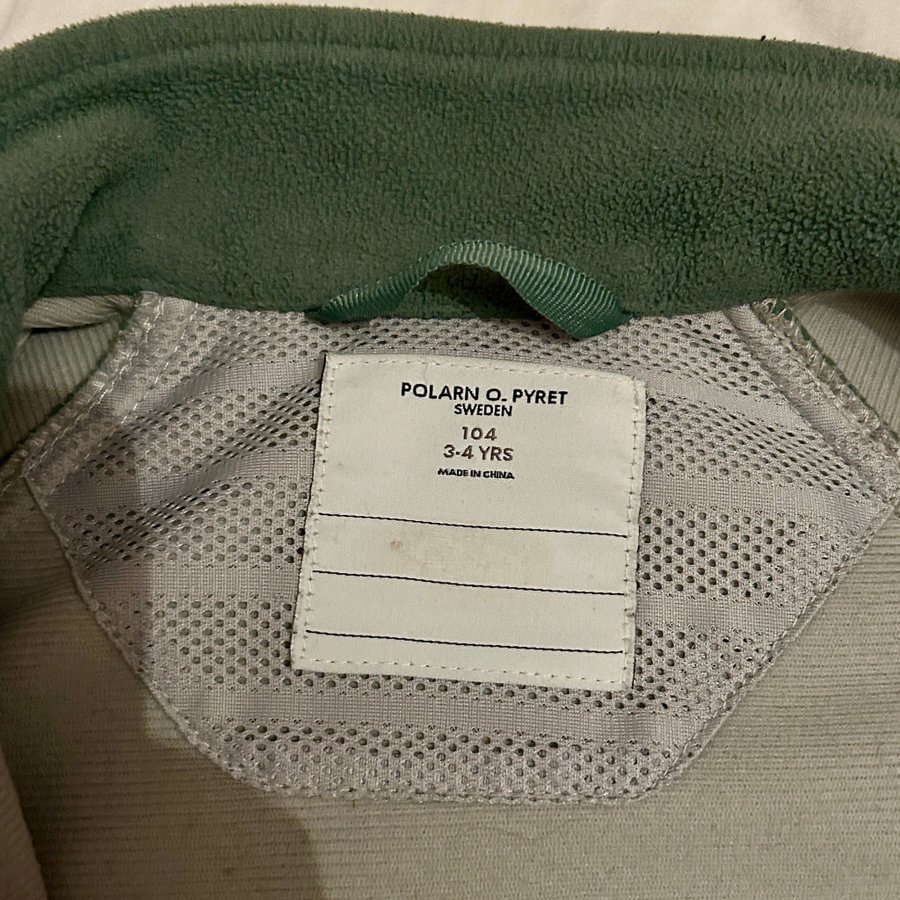 POLARN O. PYRET
SWEDEN
104
3-4 YRS
MADE IN CHINA